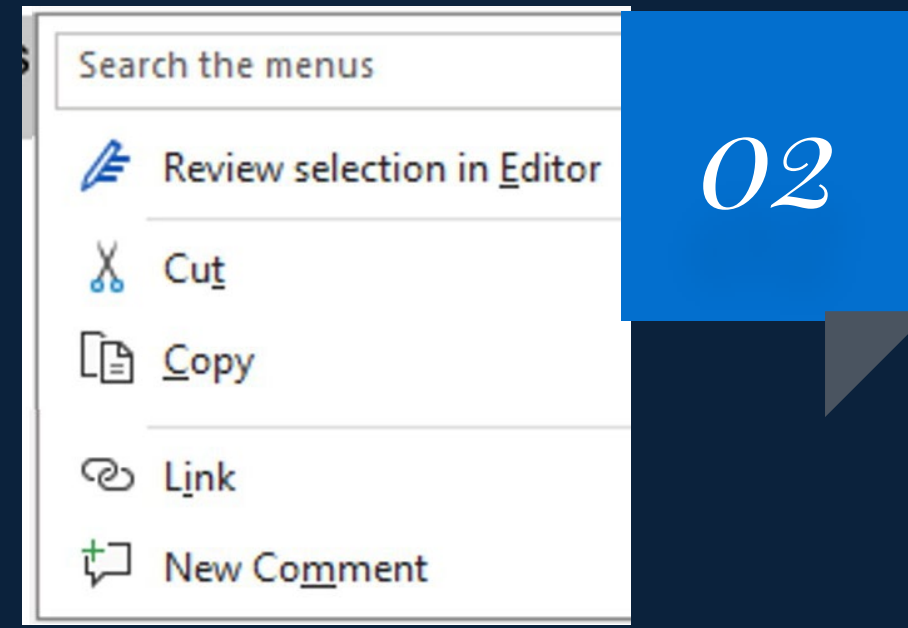 Search the menus
Review selection in Editor
Cut
Copy
Link
New Comment
02